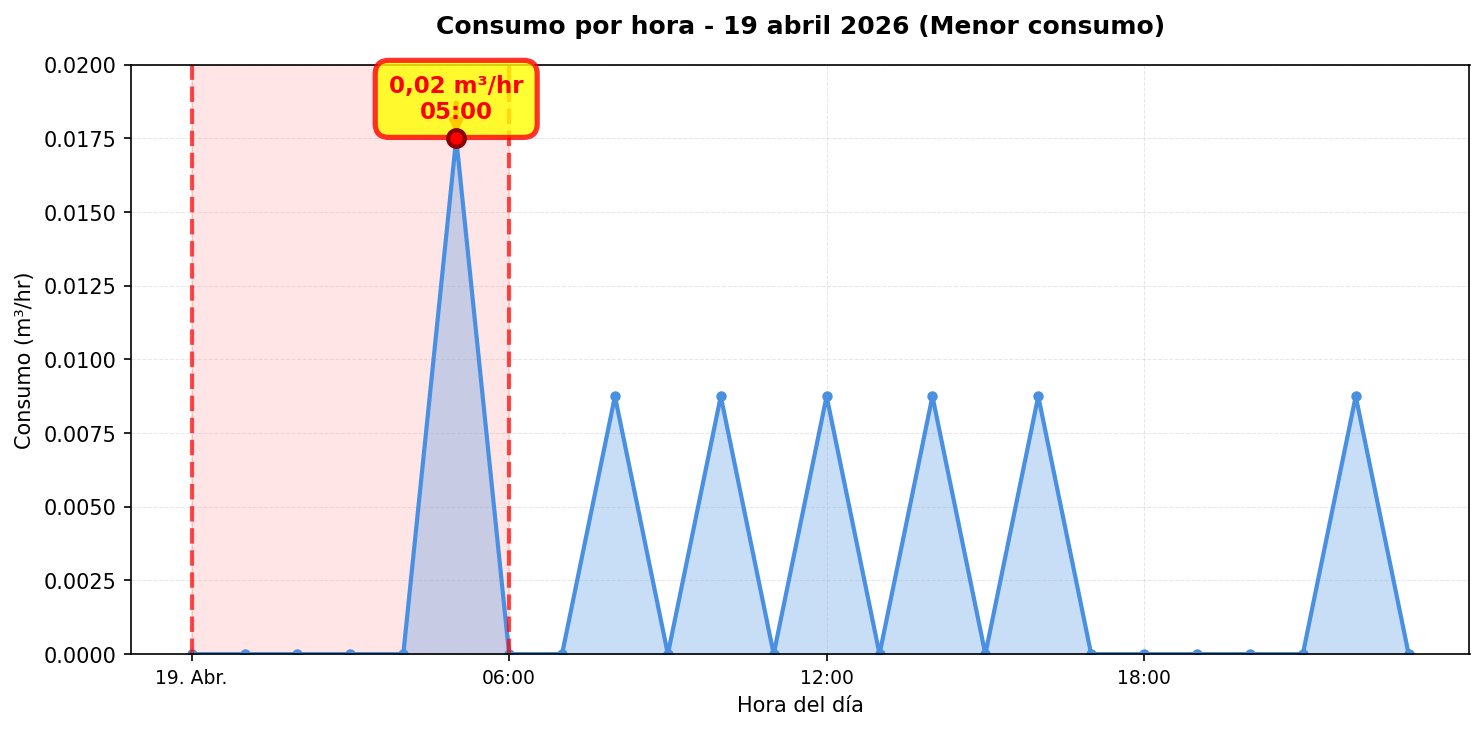 Consumo por hora - 19 abril 2026 (Menor consumo)
0,02 m³/hr
05:00
Consumo (m³/hr)
0.0200
0.0175
0.0150
0.0125
0.0100
0.0075
0.0050
0.0025
0.0000
19. Abr.
06:00
12:00
18:00
Hora del día